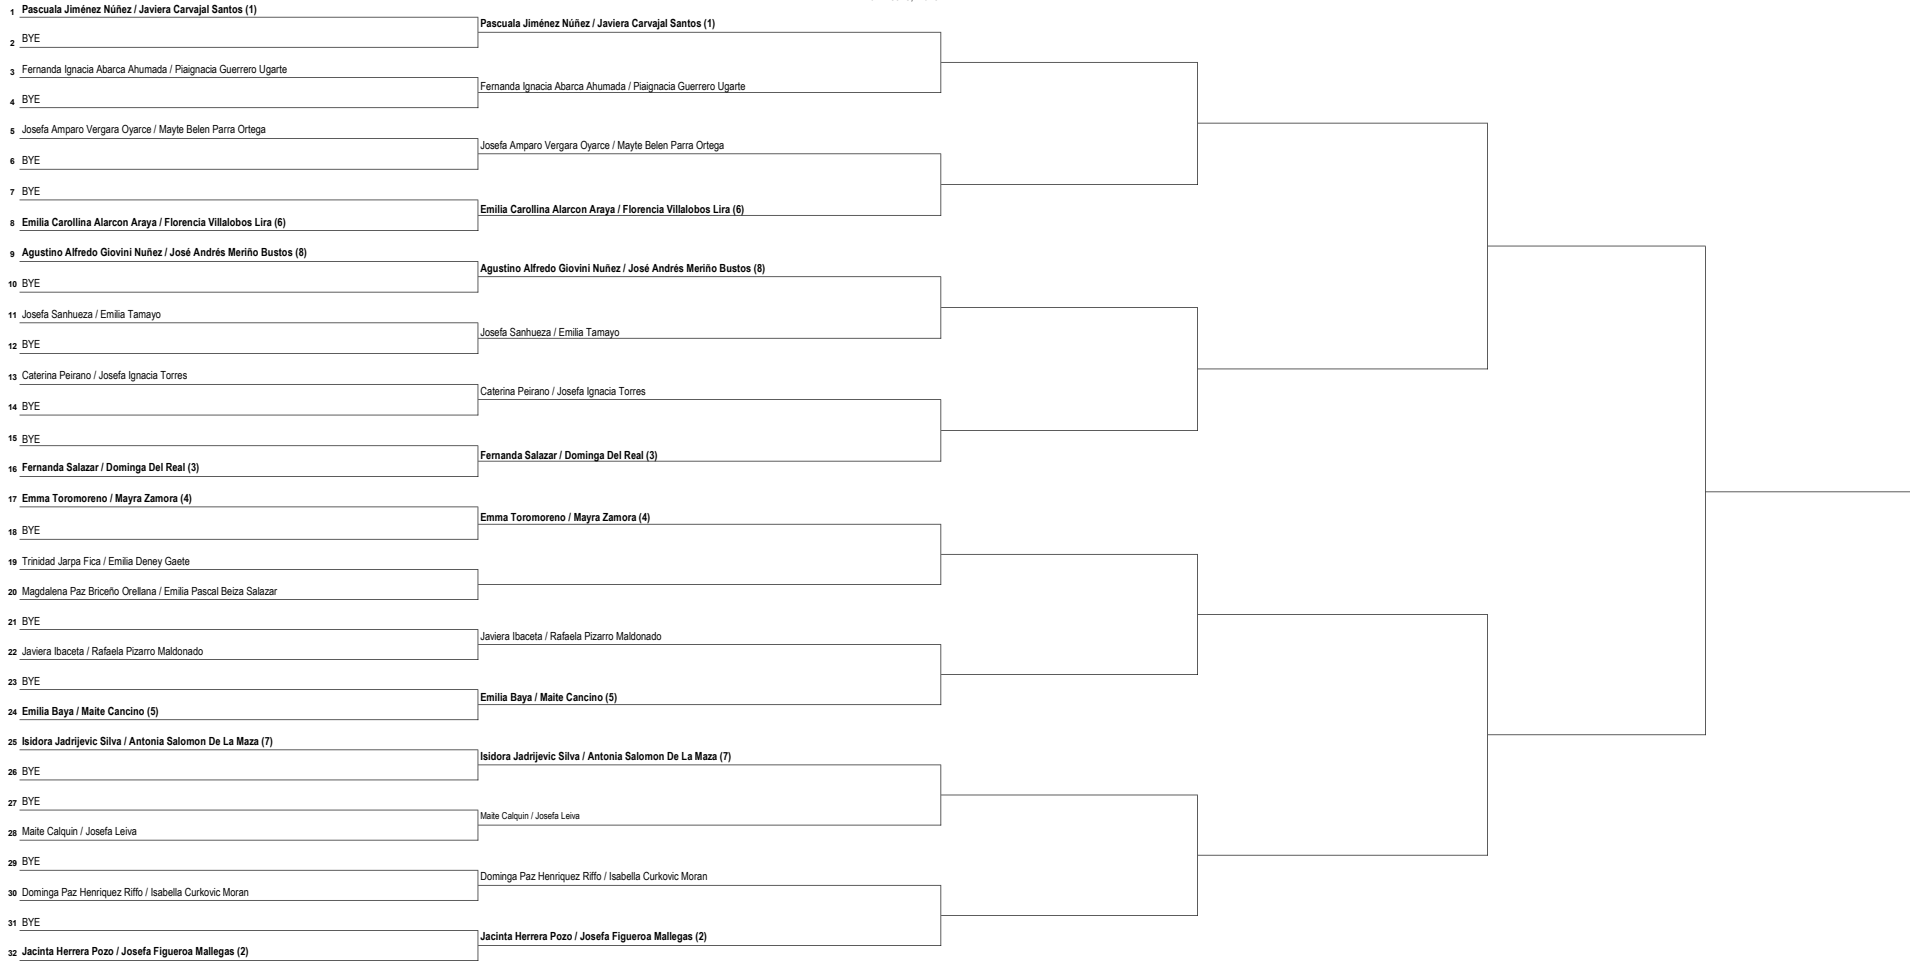 1 Pascuala Jiménez Núñez / Javiera Carvajal Santos (1)
Pascuala Jiménez Núñez / Javiera Carvajal Santos (1)
2 BYE
3 Fernanda Ignacia Abarca Ahumada / Piaignacia Guerrero Ugarte
Fernanda Ignacia Abarca Ahumada / Piaignacia Guerrero Ugarte
4 BYE
5 Josefa Amparo Vergara Oyarce / Mayte Belen Parra Ortega
Josefa Amparo Vergara Oyarce / Mayte Belen Parra Ortega
6 BYE
7 BYE
Emilia Carollina Alarcon Araya / Florencia Villalobos Lira (6)
8 Emilia Carollina Alarcon Araya / Florencia Villalobos Lira (6)
9 Agustino Alfredo Giovini Nuñez / José Andrés Meriño Bustos (8)
Agustino Alfredo Giovini Nuñez / José Andrés Meriño Bustos (8)
10 BYE
11 Josefa Sanhueza / Emilia Tamayo
Josefa Sanhueza / Emilia Tamayo
12 BYE
13 Caterina Peirano / Josefa Ignacia Torres
Caterina Peirano / Josefa Ignacia Torres
14 BYE
15 BYE
Fernanda Salazar / Dominga Del Real (3)
16 Fernanda Salazar / Dominga Del Real (3)
17 Emma Toromoreno / Mayra Zamora (4)
Emma Toromoreno / Mayra Zamora (4)
18 BYE
19 Trinidad Jarpa Fica / Emilia Deney Gaete
20 Magdalena Paz Briceño Orellana / Emilia Pascal Beiza Salazar
21 BYE
Javiera Ibaceta / Rafaela Pizarro Maldonado
22 Javiera Ibaceta / Rafaela Pizarro Maldonado
23 BYE
Emilia Baya / Maite Cancino (5)
24 Emilia Baya / Maite Cancino (5)
25 Isidora Jadrijevic Silva / Antonia Salomon De La Maza (7)
Isidora Jadrijevic Silva / Antonia Salomon De La Maza (7)
26 BYE
27 BYE
Maite Calquin / Josefa Leiva
28 Maite Calquin / Josefa Leiva
29 BYE
Dominga Paz Henriquez Riffo / Isabella Curkovic Moran
30 Dominga Paz Henriquez Riffo / Isabella Curkovic Moran
31 BYE
Jacinta Herrera Pozo / Josefa Figueroa Mallegas (2)
32 Jacinta Herrera Pozo / Josefa Figueroa Mallegas (2)